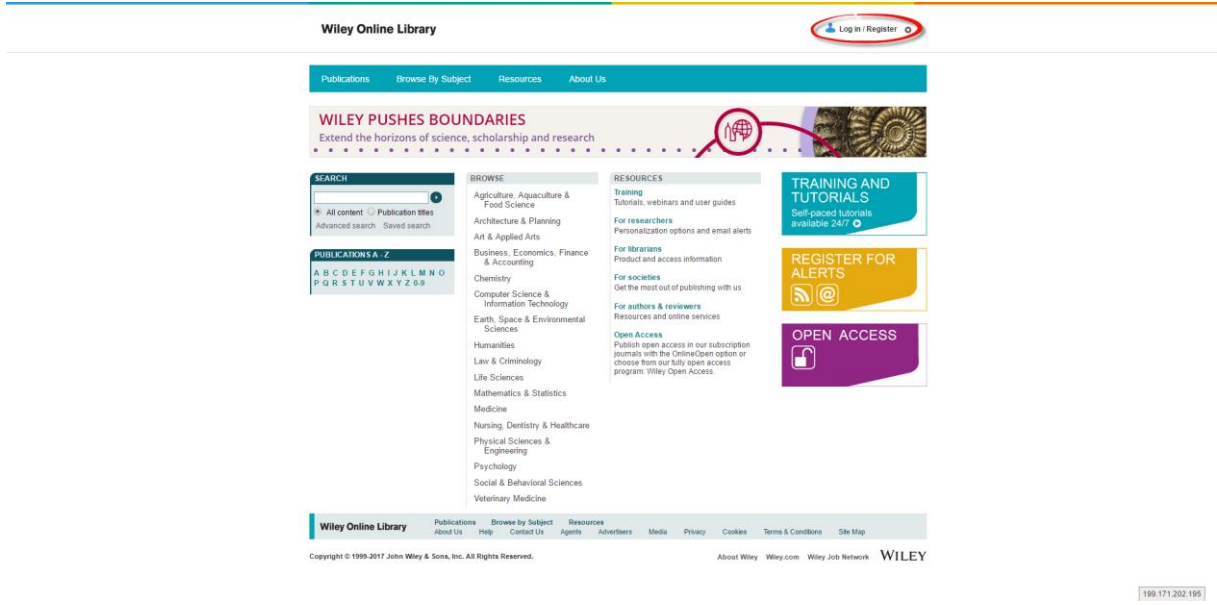 Wiley Online Library
Log in / Register
Publications Browse By Subject Resources About Us
WILEY PUSHES BOUNDARIES
Extend the horizons of science, scholarship and research
SEARCH
All content Publication titles
Advanced search Saved search
PUBLICATIONS A - Z
A B C D E F G H I J K L M N O
P Q R S T U V W X Y Z 0-9
BROWSE
Agriculture, Aquaculture &
Food Science
Architecture & Planning
Art & Applied Arts
Business, Economics, Finance
& Accounting
Chemistry
Computer Science &
Information Technology
Earth, Space & Environmental
Sciences
Humanities
Law & Criminology
Life Sciences
Mathematics & Statistics
Medicine
Nursing, Dentistry & Healthcare
Physical Sciences &
Engineering
Psychology
Social & Behavioral Sciences
Veterinary Medicine
RESOURCES
Training
Tutorials, webinars and user guides
For researchers
Personalization options and email alerts
For librarians
Product and access information
For societies
Get the most out of publishing with us
For authors & reviewers
Resources and online services
Open Access
Publish open access in our subscription
journals with the OnlineOpen option or
choose from our fully open access
program: Wiley Open Access.
TRAINING AND
TUTORIALS
Self-paced tutorials
available 24/7
REGISTER FOR
ALERTS
@
OPEN ACCESS
Wiley Online Library
Publications Browse by Subject Resources
About Us Help Contact Us Agents Advertisers Media Privacy Cookies Terms & Conditions Site Map
Copyright © 1999-2017 John Wiley & Sons, Inc. All Rights Reserved.
About Wiley Wiley.com Wiley Job Network WILEY
199.171.202.195